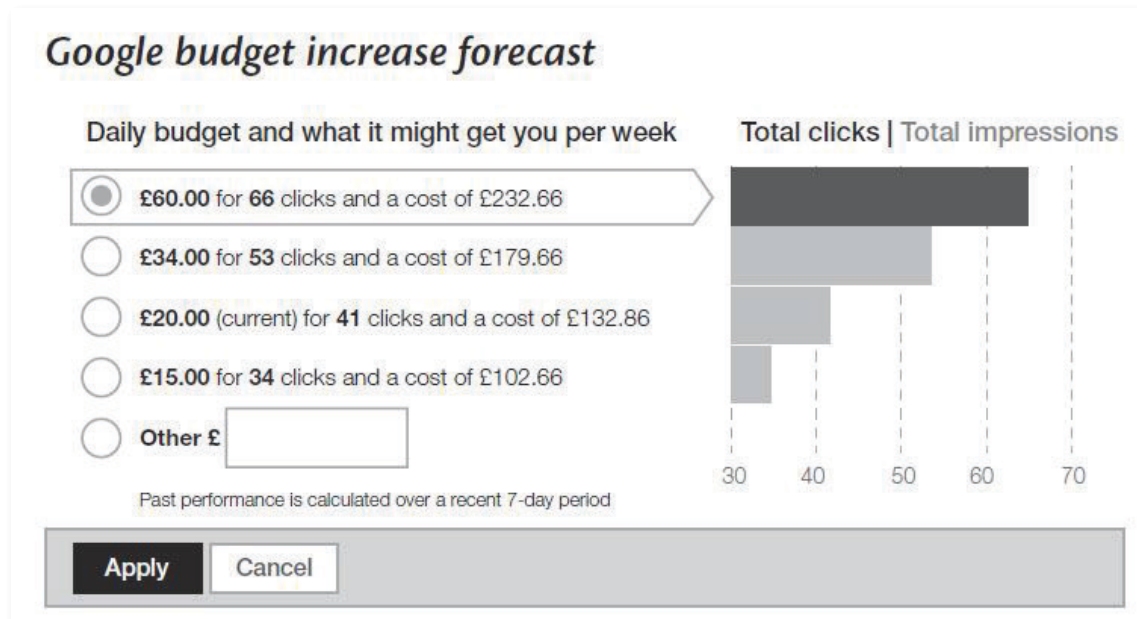 Google budget increase forecast
Daily budget and what it might get you per week
Total clicks | Total impressions
£60.00 for 66 clicks and a cost of £232.66
£34.00 for 53 clicks and a cost of £179.66
£20.00 (current) for 41 clicks and a cost of £132.86
£15.00 for 34 clicks and a cost of £102.66
Other £
30 40 50 60 70
Past performance is calculated over a recent 7-day period
Apply Cancel